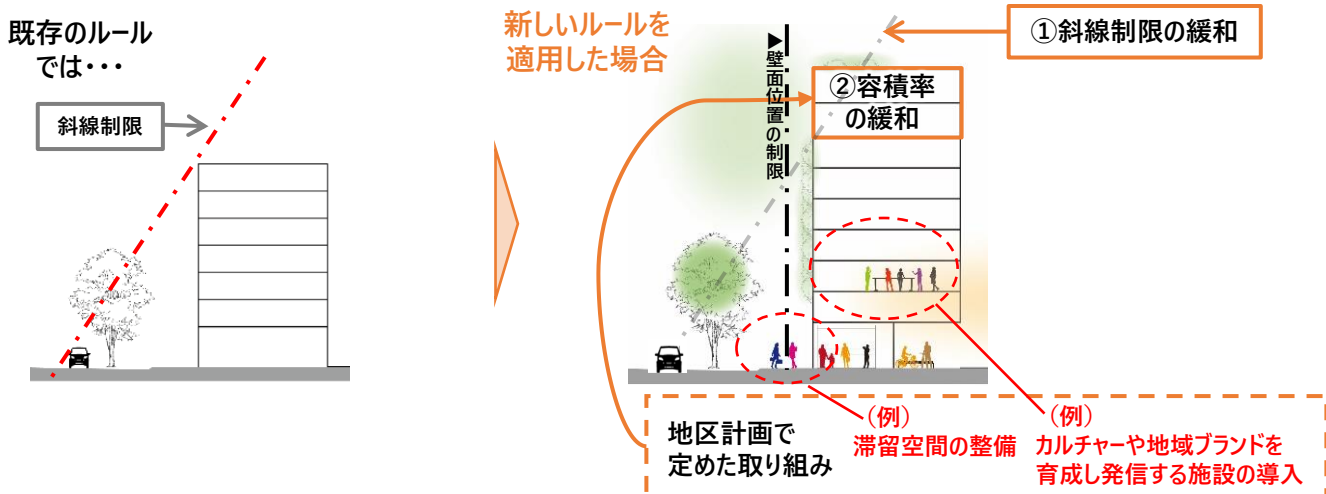 既存のルール
では・・・
斜線制限
新しいルールを
適用した場合
▶壁面位置の制限
①斜線制限の緩和
②容積率
の緩和
地区計画で
定めた取り組み
(例)
滞留空間の整備
(例)
カルチャーや地域ブランドを
育成し発信する施設の導入